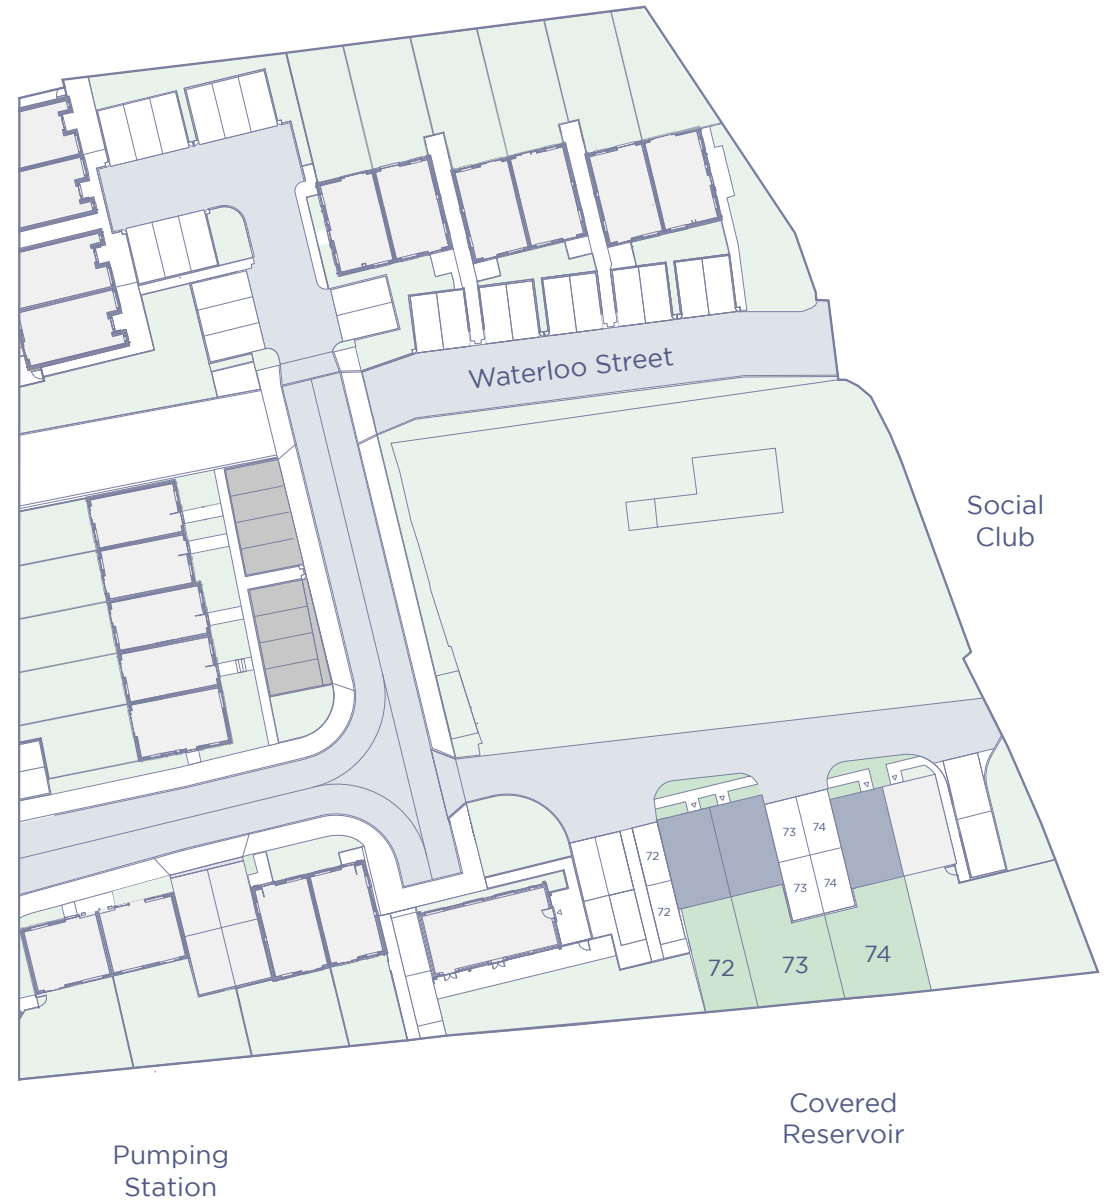 Waterloo Street
Social
Club
73
74
72
73
74
72
72
73
74
Covered
Reservoir
Pumping
Station